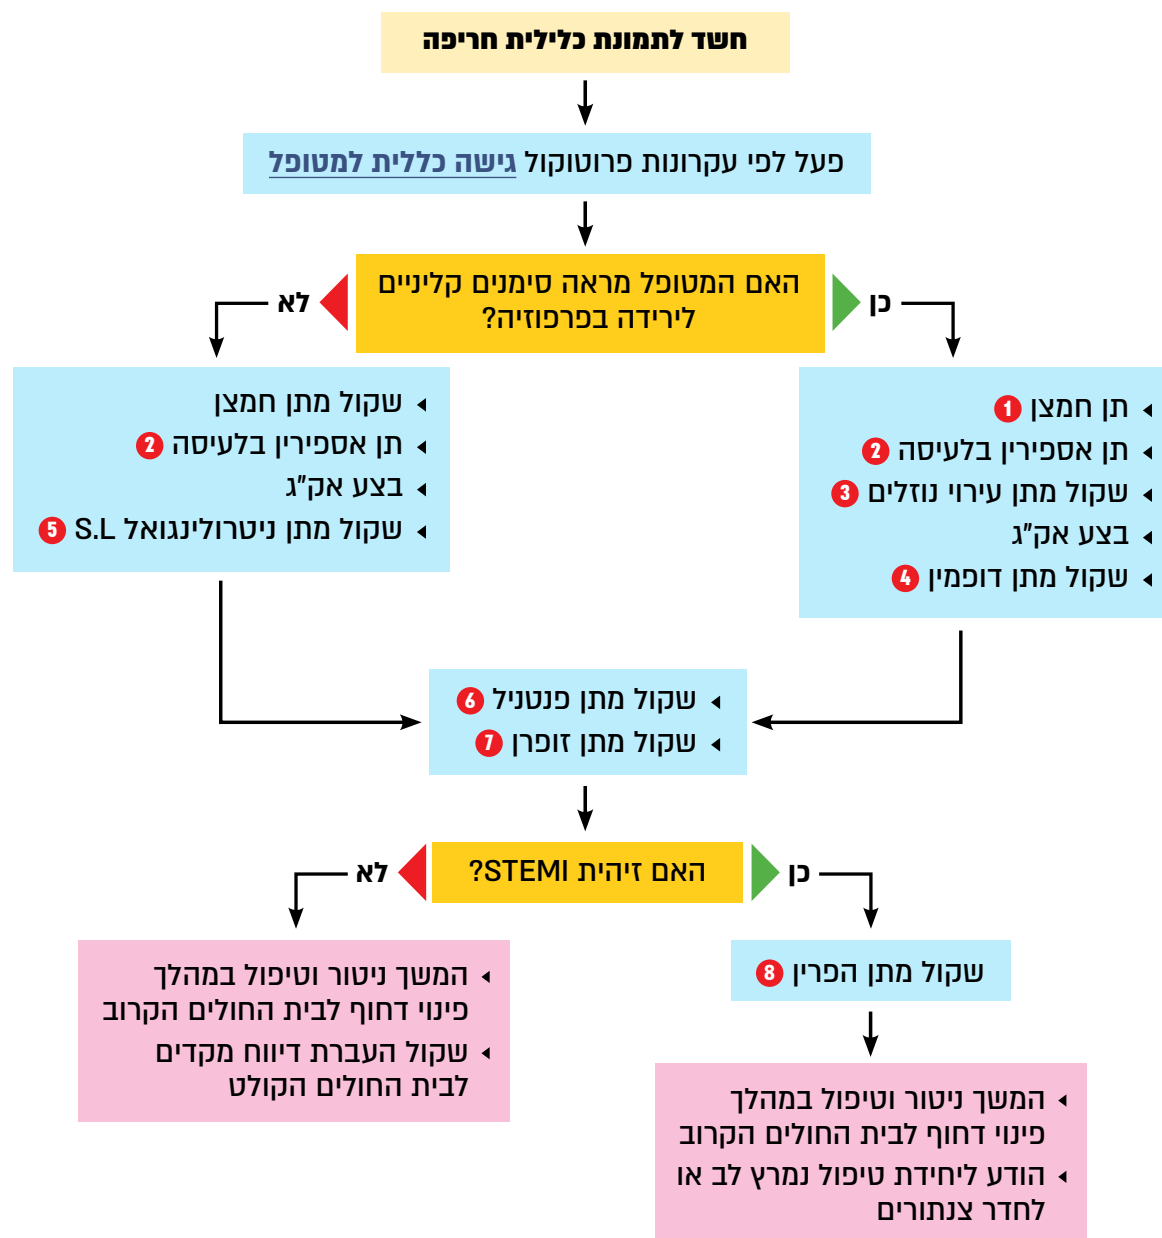 חשד לתמונת כלילית חריפה
פעל לפי עקרונות פרוטוקול גישה כללית למטופל
האם המטופל מראה סימנים קליניים
לירידה בפרפוזיה?
כן
לא
תן חמצן 1
תן אספירין בלעיסה 2
שקול מתן עירוי נוזלים 3
בצע אק"ג
שקול מתן דופמין 4
שקול מתן חמצן
תן אספירין בלעיסה 2
בצע אק"ג
שקול מתן ניטרולינגואל S.L 5
שקול מתן פנטניל 6
שקול מתן זופרן 7
האם זיהית STEMI?
כן
לא
שקול מתן הפרין 8
המשך ניטור וטיפול במהלך
פינוי דחוף לבית החולים הקרוב
הודע ליחידת טיפול נמרץ לב או
לחדר צנתורים
המשך ניטור וטיפול במהלך
פינוי דחוף לבית החולים הקרוב
שקול העברת דיווח מקדים
לבית החולים הקולט